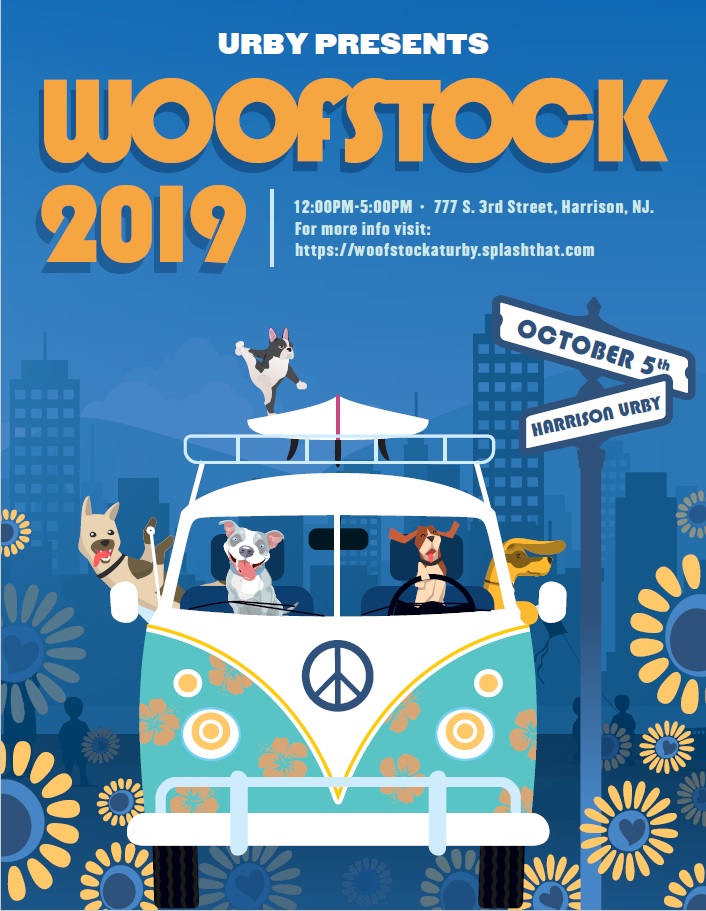 URBY PRESENTS
WOOFSTOCK
2019
12:00PM-5:00PM • 777 S. 3rd Street, Harrison, NJ.
For more info visit:
https://woofstockaturby.splashthat.com
OCTOBER 5th
HARRISON URBY